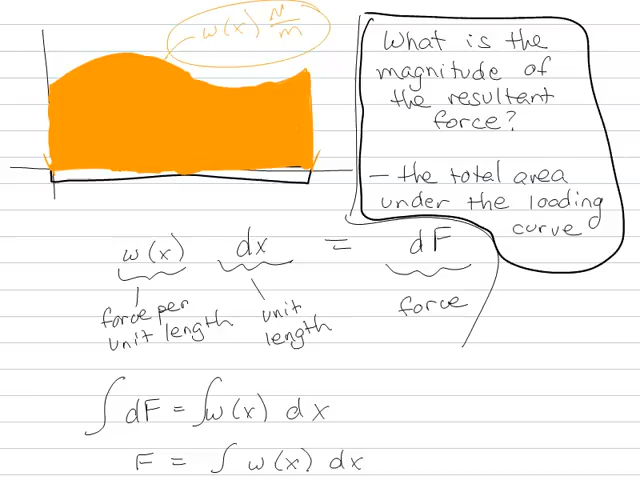 w(x) N/m
What is the
magnitude of
the resultant
force?
- the total area
under the loading
curve
w(x) dx = dF
force per
unit length
unit
length
force
∫ dF = ∫ w(x) dx
F = ∫ w(x) dx